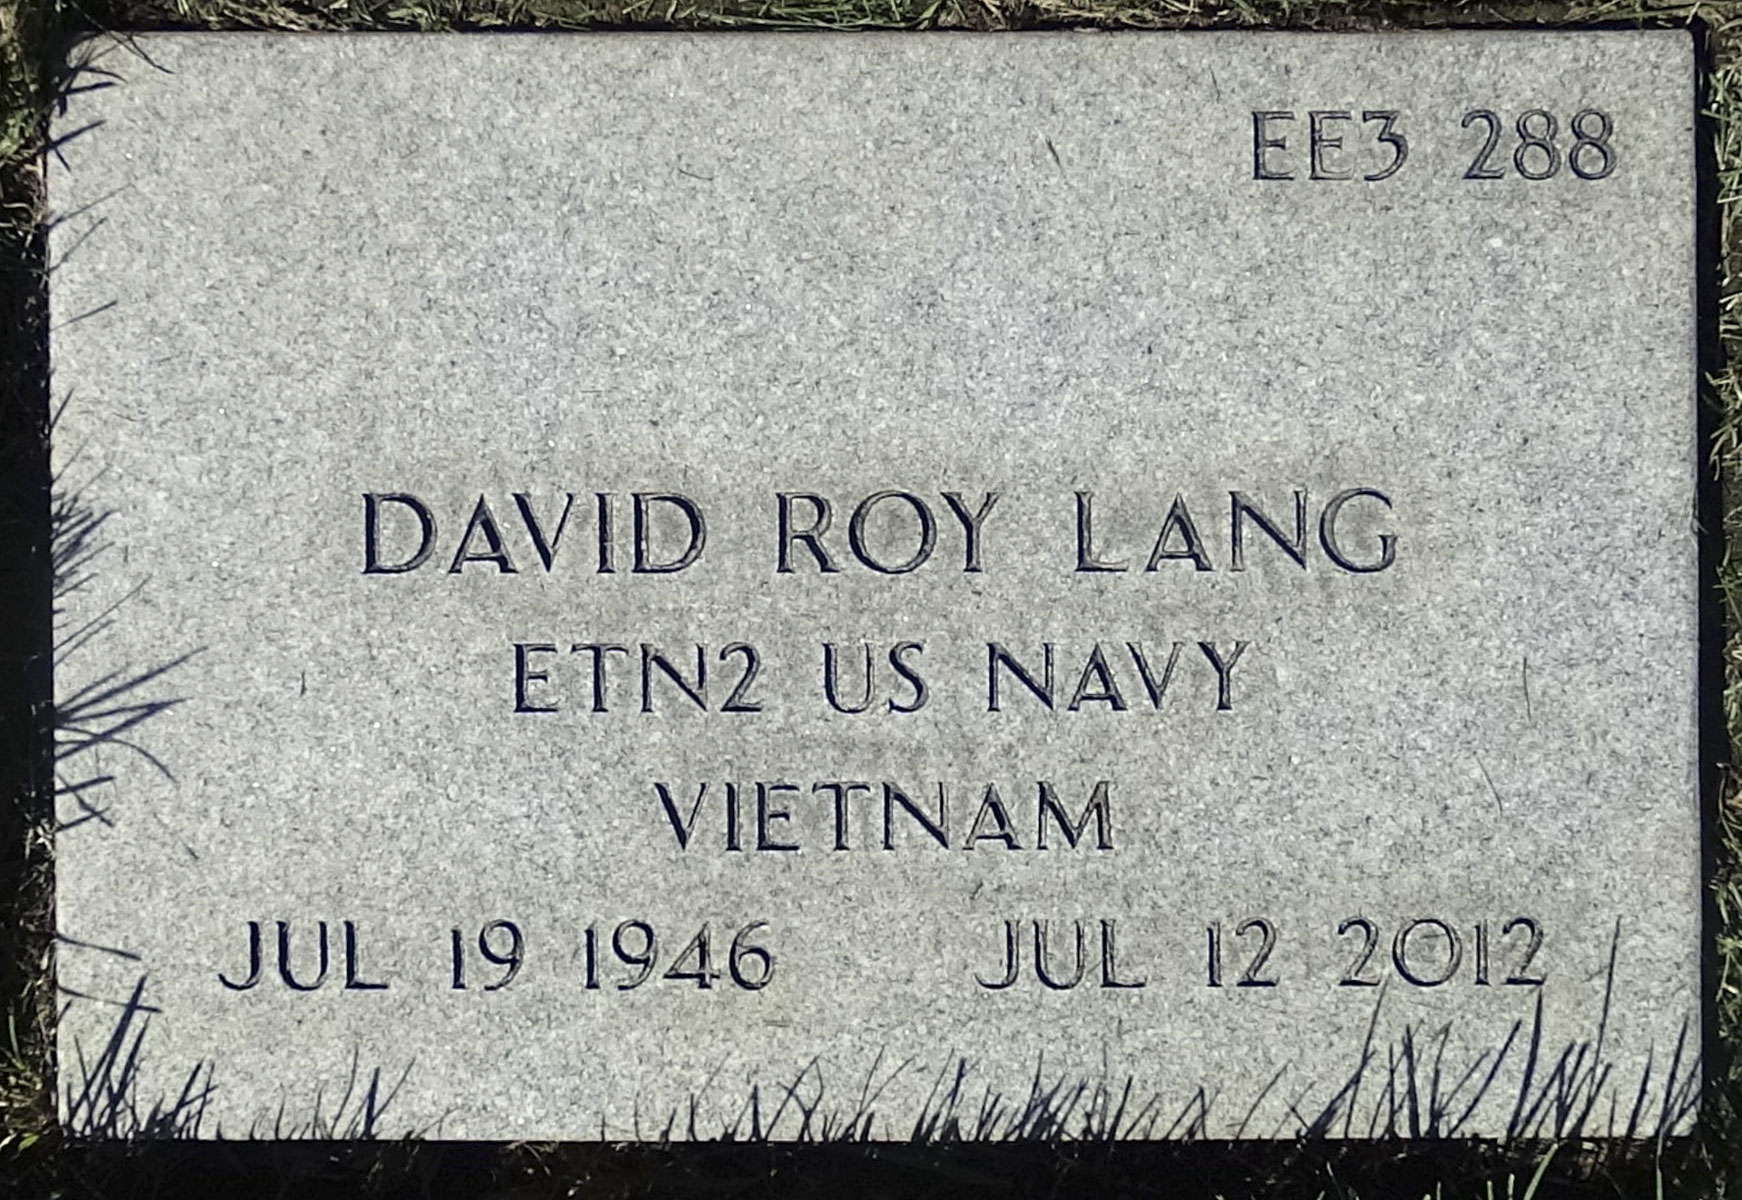 EE3 288
DAVID ROY LANG
ETN2 US NAVY
VIETNAM
JUL 19 1946 JUL 12 2012